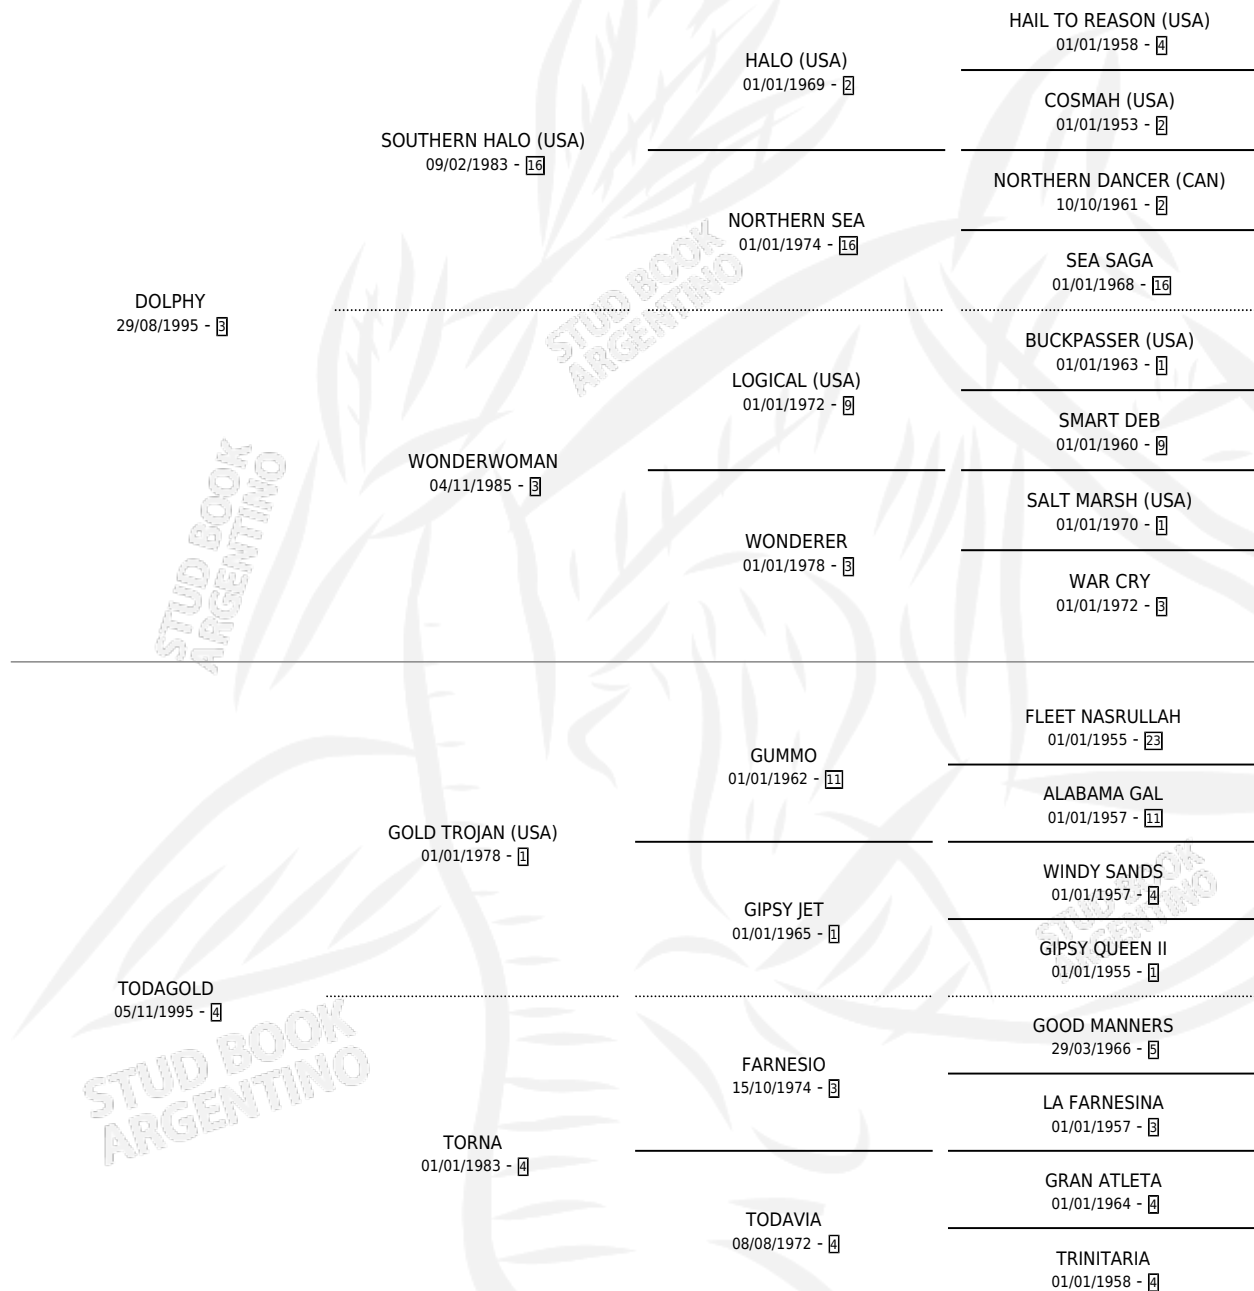 HAIL TO REASON (USA)
01/01/1958 - 4
HALO (USA)
01/01/1969 - 2
COSMAH (USA)
01/01/1953 - 2
SOUTHERN HALO (USA)
09/02/1983 - 16
NORTHERN DANCER (CAN)
10/10/1961 - 2
NORTHERN SEA
01/01/1974 - 16
SEA SAGA
01/01/1968 - 16
DOLPHY
29/08/1995 - 3
BUCKPASSER (USA)
01/01/1963 - 1
LOGICAL (USA)
01/01/1972 - 9
SMART DEB
01/01/1960 - 9
WONDERWOMAN
04/11/1985 - 3
SALT MARSH (USA)
01/01/1970 - 1
WONDERER
01/01/1978 - 3
WAR CRY
01/01/1972 - 3
STUD BOOK
ARGENTINO
STUD BOOK
ARGENTINO
FLEET NASRULLAH
01/01/1955 - 23
GUMMO
01/01/1962 - 11
ALABAMA GAL
01/01/1957 - 11
GOLD TROJAN (USA)
01/01/1978 - 1
WINDY SANDS
01/01/1957 - 4
GIPSY JET
01/01/1965 - 1
GIPSY QUEEN II
01/01/1955 - 1
TODAGOLD
05/11/1995 - 4
GOOD MANNERS
29/03/1966 - 5
FARNESIO
15/10/1974 - 3
LA FARNESINA
01/01/1957 - 3
TORNA
01/01/1983 - 4
GRAN ATLETA
01/01/1964 - 4
TODAVIA
08/08/1972 - 4
TRINITARIA
01/01/1958 - 4
STUD BOOK
ARGENTINO
STUD BOOK
ARGENTINO